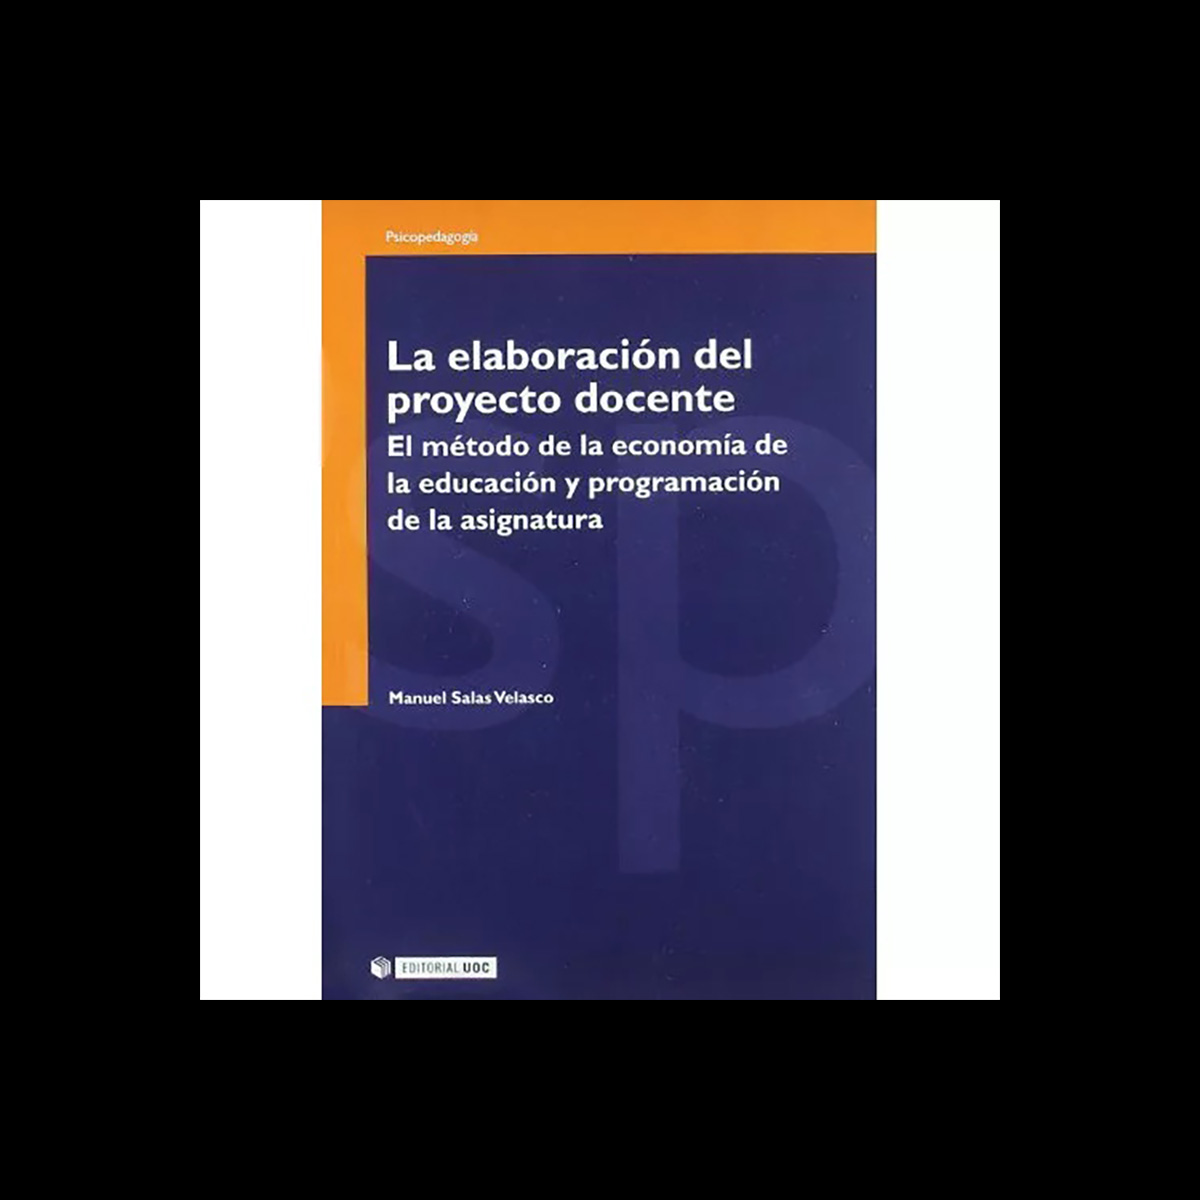 Psicopedagogía
La elaboración del
proyecto docente
El método de la economía de
la educación y programación
de la asignatura
sp
Manuel Salas Velasco
EDITORIAL UOC